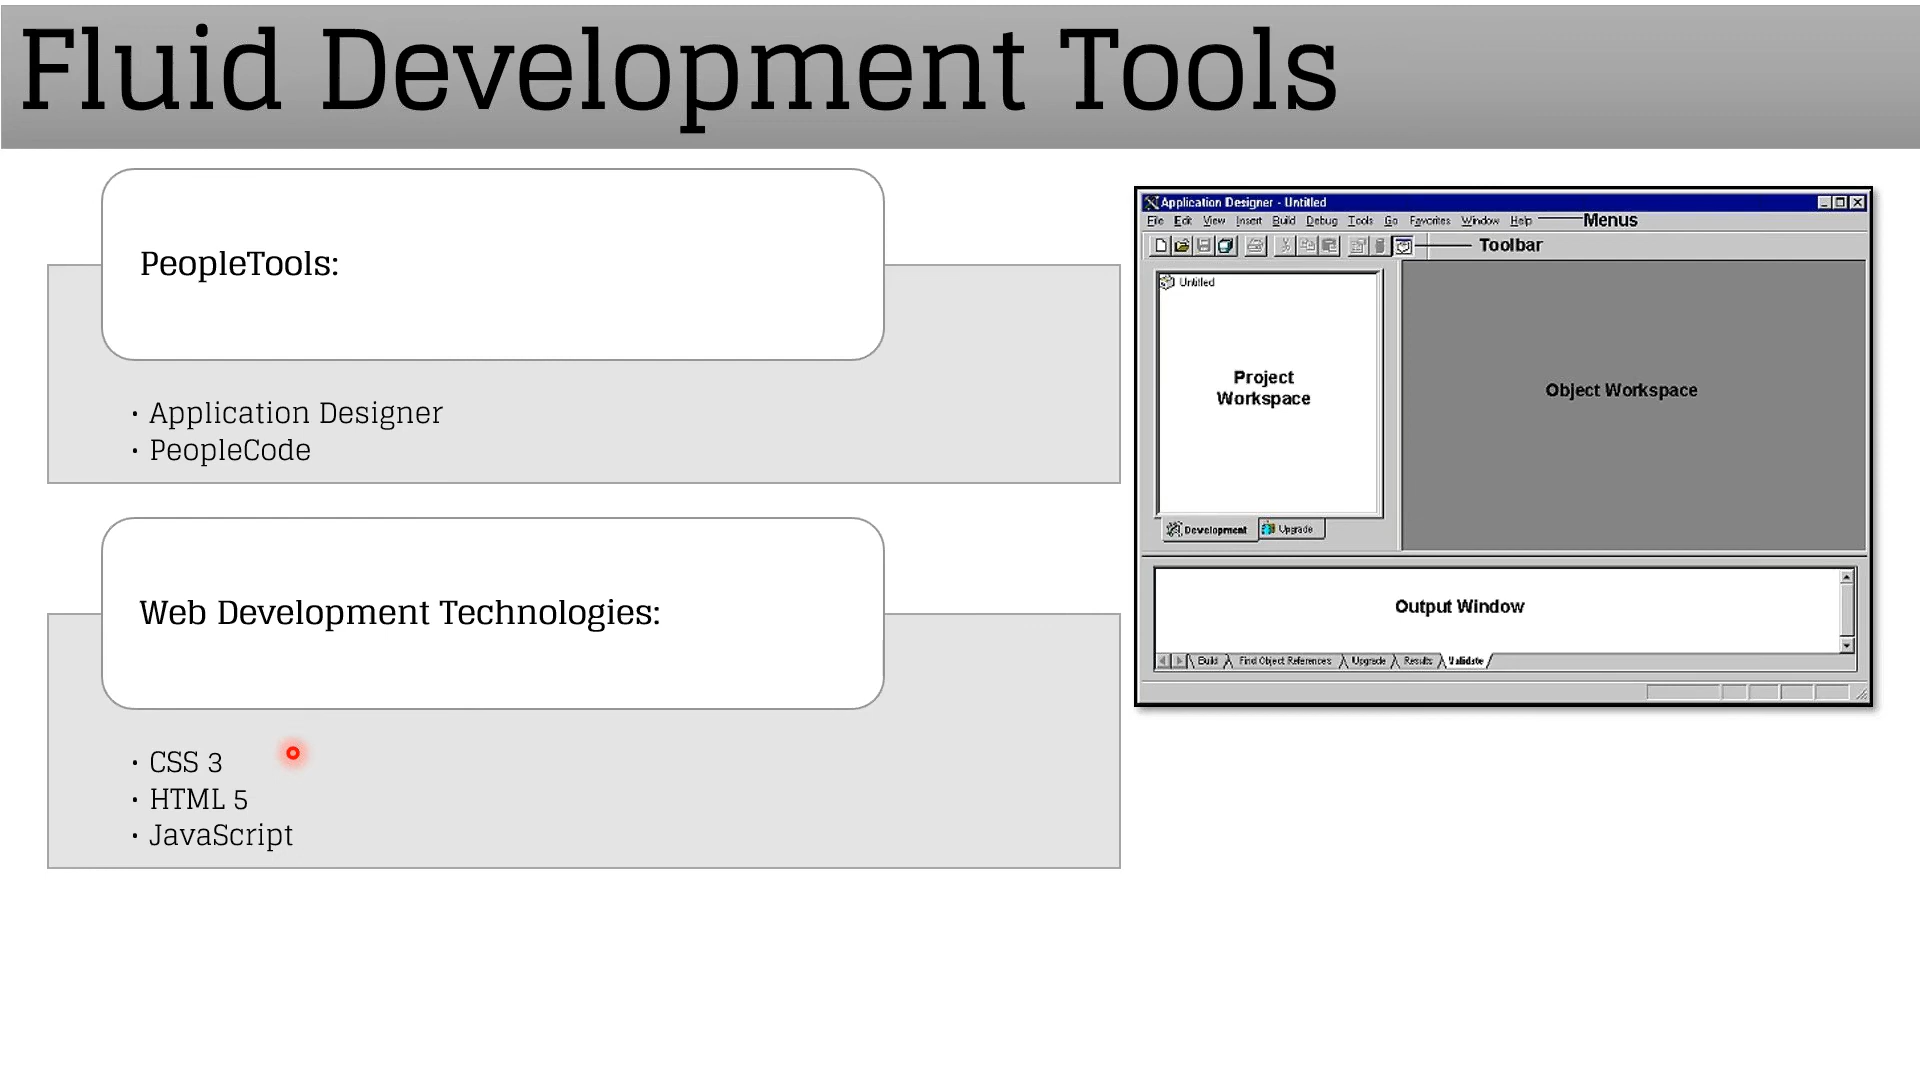 Fluid Development Tools
PeopleTools:
• Application Designer
• PeopleCode
Web Development Technologies:
• CSS 3
• HTML 5
• JavaScript
Application Designer - Untitled
File Edit View Insert Build Debug Tools Go Favorites Window Help Menus
Toolbar
Untitled
Project
Workspace
Object Workspace
Development Upgrade
Output Window
Build Find Object References Upgrade Results Validate